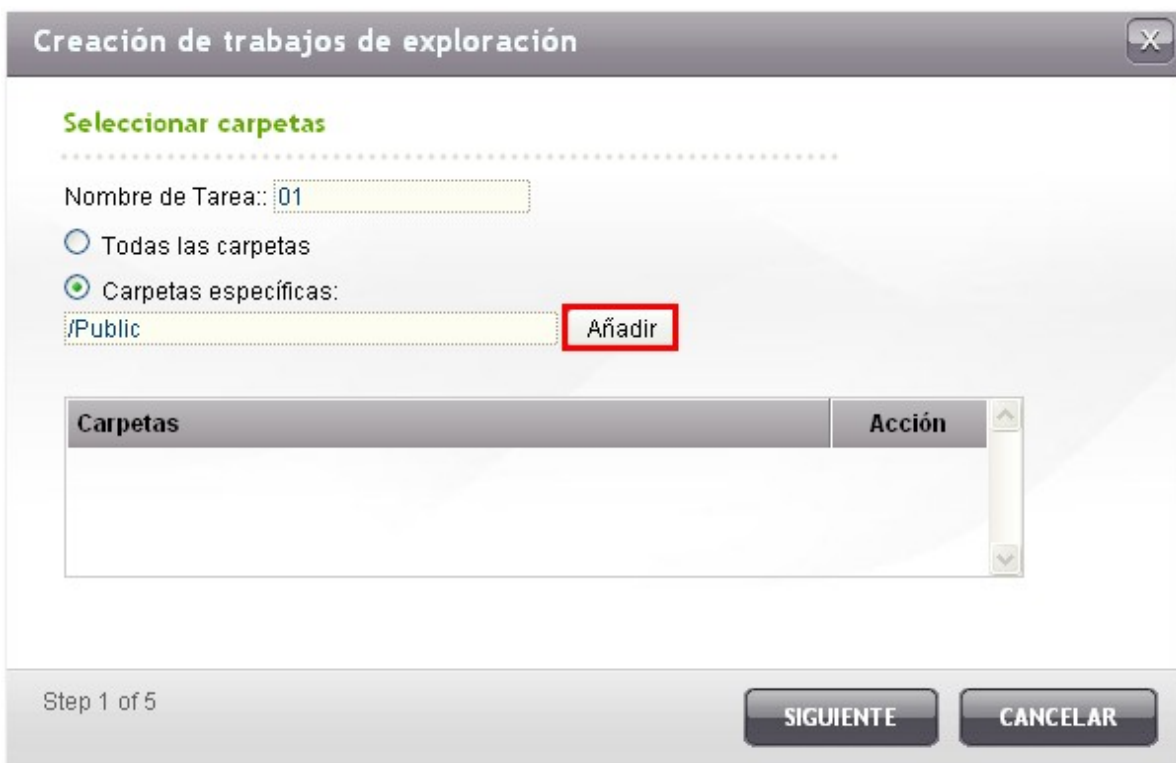 Creación de trabajos de exploración
X
Seleccionar carpetas
Nombre de Tarea:: 01
Todas las carpetas
Carpetas específicas:
/Public Añadir
Carpetas Acción
Step 1 of 5 SIGUIENTE CANCELAR